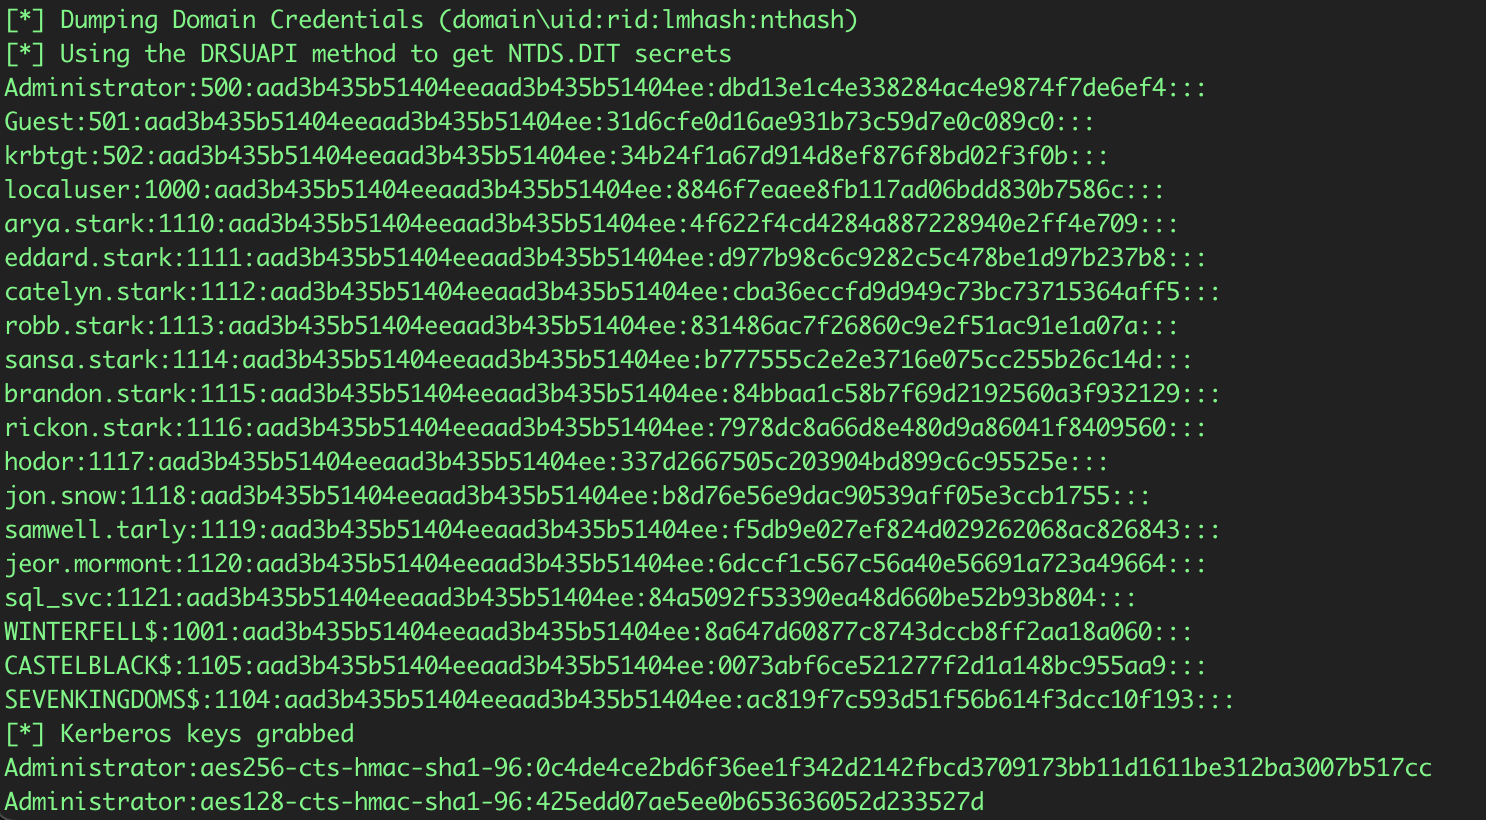 [*] Dumping Domain Credentials (domain\uid:rid:lmhash:nthash)
[*] Using the DRSUAPI method to get NTDS.DIT secrets
Administrator:500:aad3b435b51404eeaad3b435b51404ee:dbd13e1c4e338284ac4e9874f7de6ef4:::
Guest:501:aad3b435b51404eeaad3b435b51404ee:31d6cfe0d16ae931b73c59d7e0c089c0:::
krbtgt:502:aad3b435b51404eeaad3b435b51404ee:34b24f1a67d914d8ef876f8bd02f3f0b:::
localuser:1000:aad3b435b51404eeaad3b435b51404ee:8846f7eaee8fb117ad06bdd830b7586c:::
arya.stark:1110:aad3b435b51404eeaad3b435b51404ee:4f622f4cd4284a887228940e2ff4e709:::
eddard.stark:1111:aad3b435b51404eeaad3b435b51404ee:d977b98c6c9282c5c478be1d97b237b8:::
catelyn.stark:1112:aad3b435b51404eeaad3b435b51404ee:cba36eccfd9d949c73bc73715364aff5:::
robb.stark:1113:aad3b435b51404eeaad3b435b51404ee:831486ac7f26860c9e2f51ac91e1a07a:::
sansa.stark:1114:aad3b435b51404eeaad3b435b51404ee:b777555c2e2e3716e075cc255b26c14d:::
brandon.stark:1115:aad3b435b51404eeaad3b435b51404ee:84bbaa1c58b7f69d2192560a3f932129:::
rickon.stark:1116:aad3b435b51404eeaad3b435b51404ee:7978dc8a66d8e480d9a86041f8409560:::
hodor:1117:aad3b435b51404eeaad3b435b51404ee:337d2667505c203904bd899c6c95525e:::
jon.snow:1118:aad3b435b51404eeaad3b435b51404ee:b8d76e56e9dac90539aff05e3ccb1755:::
samwell.tarly:1119:aad3b435b51404eeaad3b435b51404ee:f5db9e027ef824d029262068ac826843:::
jeor.mormont:1120:aad3b435b51404eeaad3b435b51404ee:6dccf1c567c56a40e56691a723a49664:::
sql_svc:1121:aad3b435b51404eeaad3b435b51404ee:84a5092f53390ea48d660be52b93b804:::
WINTERFELL$:1001:aad3b435b51404eeaad3b435b51404ee:8a647d60877c8743dccb8ff2aa18a060:::
CASTELBLACK$:1105:aad3b435b51404eeaad3b435b51404ee:0073abf6ce521277f2d1a148bc955aa9:::
SEVENKINGDOMS$:1104:aad3b435b51404eeaad3b435b51404ee:ac819f7c593d51f56b614f3dcc10f193:::
[*] Kerberos keys grabbed
Administrator:aes256-cts-hmac-sha1-96:0c4de4ce2bd6f36ee1f342d2142fbcd3709173bb11d1611be312ba3007b517cc
Administrator:aes128-cts-hmac-sha1-96:425edd07ae5ee0b653636052d233527d